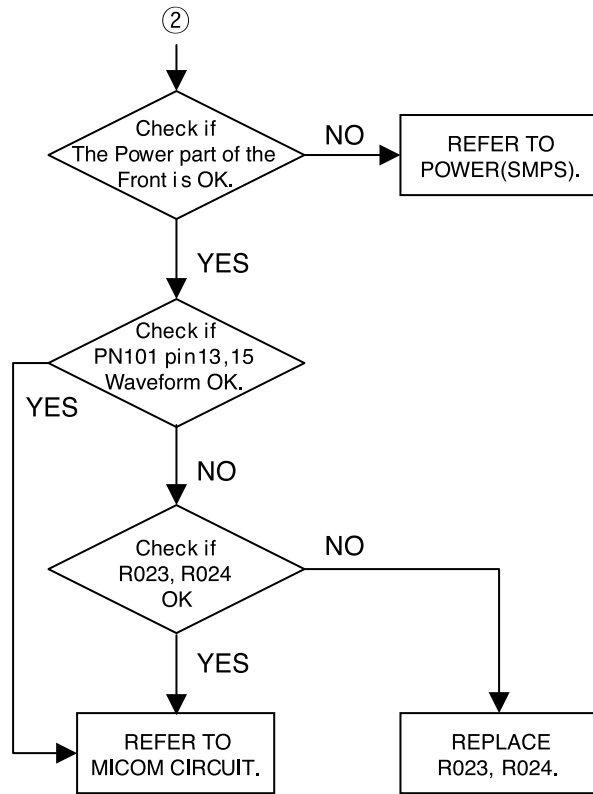 ②
Check if
The Power part of the
Front is OK.
NO
REFER TO
POWER(SMPS).
YES
Check if
PN101 pin13,15
Waveform OK.
YES
NO
Check if
R023, R024
OK
NO
YES
REFER TO
MICOM CIRCUIT.
REPLACE
R023, R024.